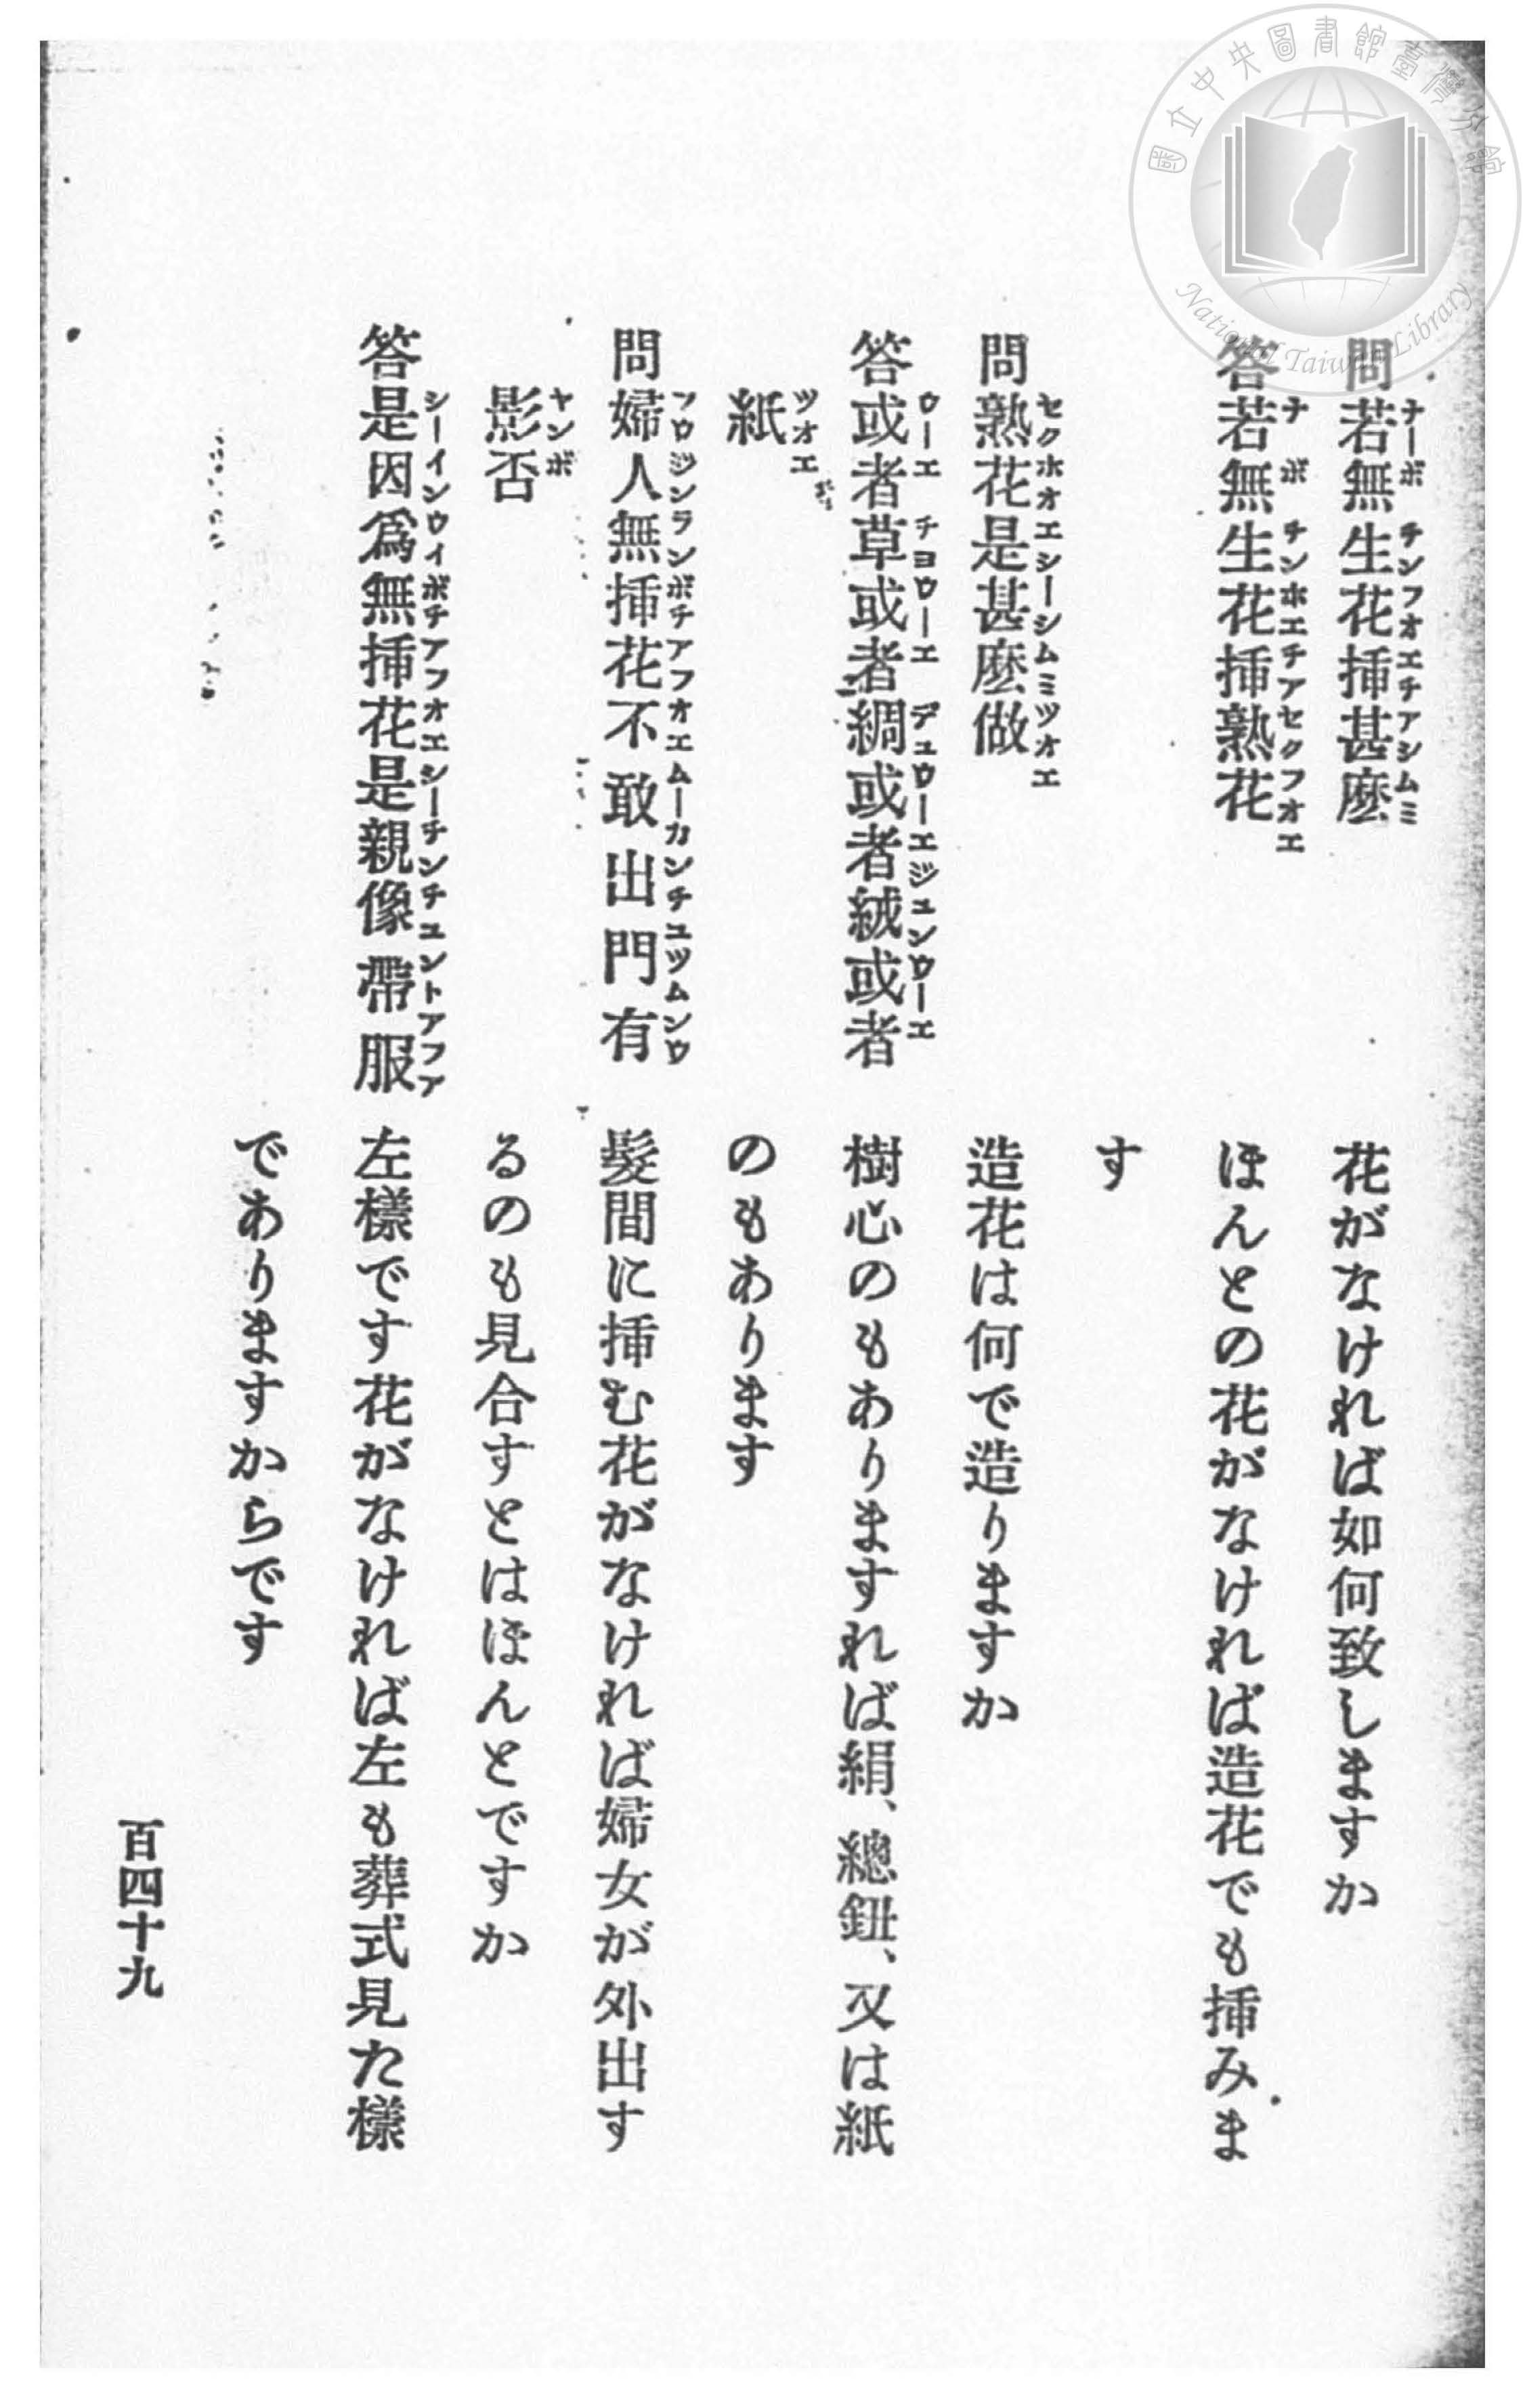 問若無生花挿甚麼
ナーボ チンフオエチアシムミ
花がなければ如何致しますか
答若無生花挿熟花
ナ ボ チンホエチアセクフオエ
ほんとの花がなければ造花でも挿みま
す
問熟花是甚麼做
セクホオエシーシムミツオエ
造花は何で造りますか
答或者草或者綢或者絨或者
ウーエ チヨウーエ デュウーエジユンウーエ
樹心のもありますれば絹、總鈕、又は紙
紙
ツオエ
のもあります
問婦人無挿花不敢出門有
フロジンランボチアフオエムーカンチユツムンウ
髮間に挿む花がなければ婦女が外出す
影否
ヤンボ
るのも見合すとはほんとですか
答是因爲無挿花是親像帶服
シーインウイボチアフオエシーチンチユントアフア
左樣です花がなければ左も葬式見た樣
でありますからです
百四十九
國立中央圖書館臺灣分館
National Taiwan Library